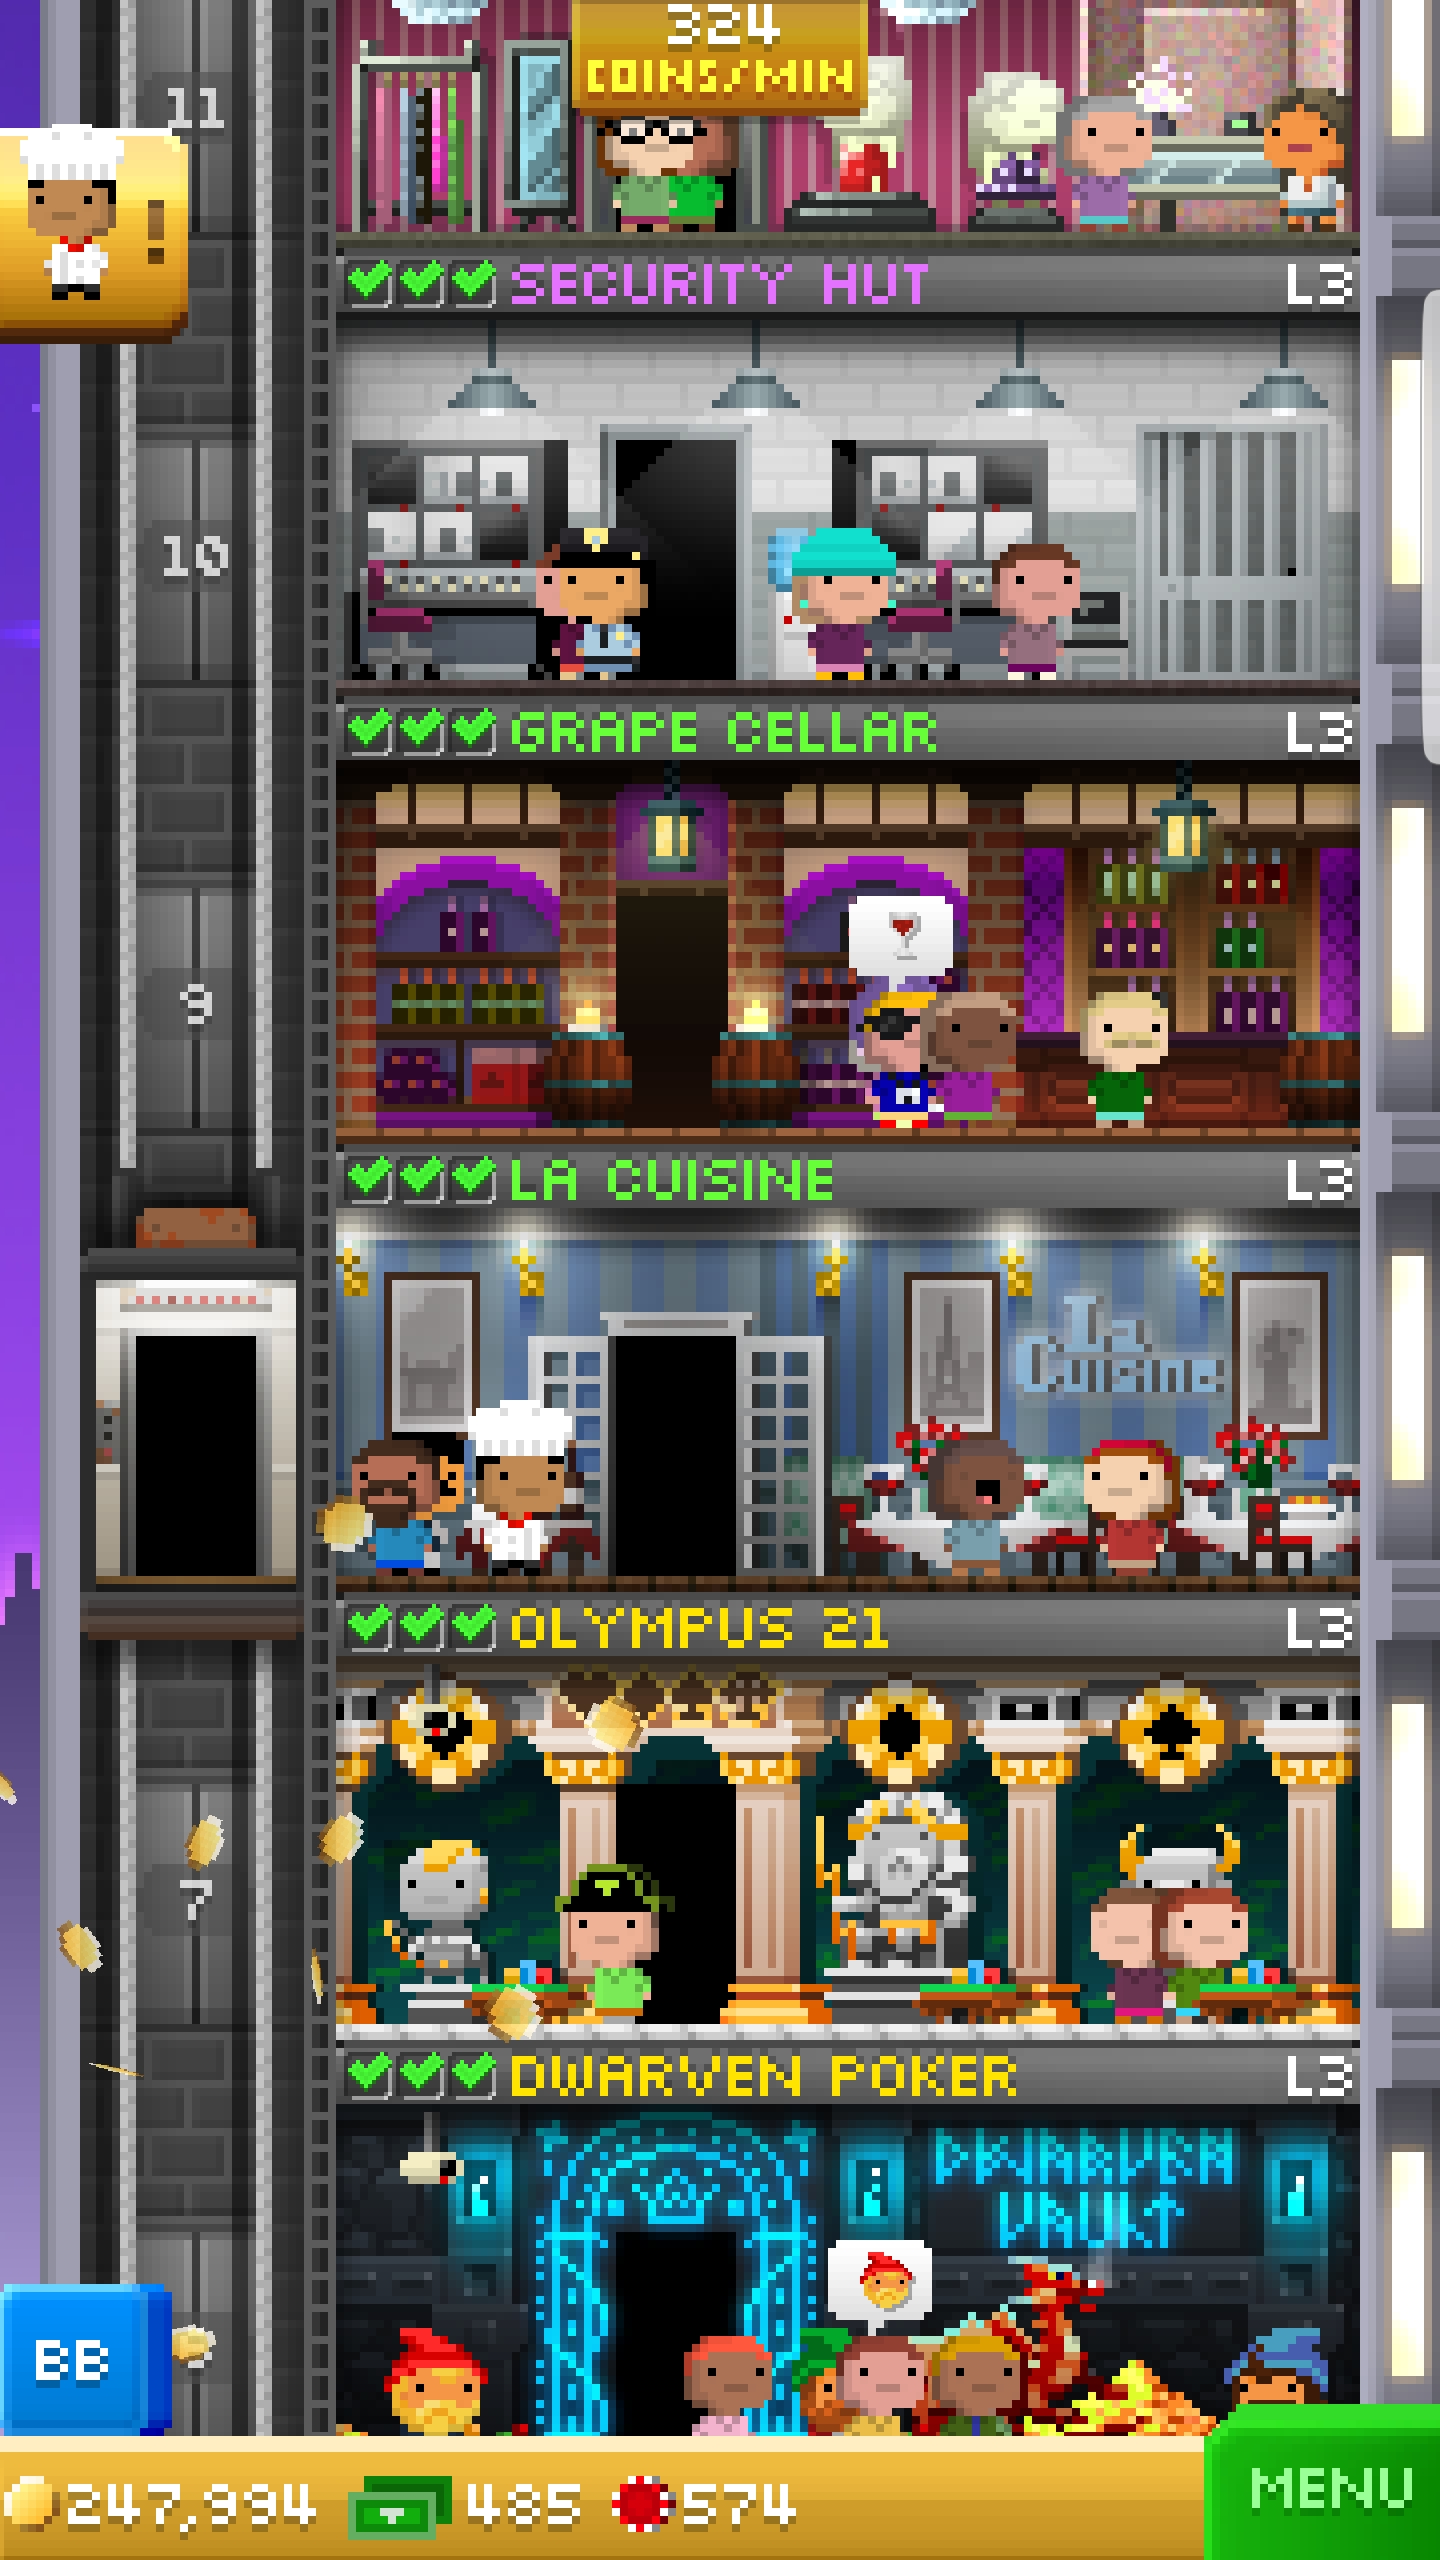 324
COINS/MIN
11
!
SECURITY HUT L3
10
GRAPE CELLAR L3
9
LA CUISINE L3
La
Cuisine
OLYMPUS 21 L3
7
DWARVEN POKER L3
DWARVEN
VAULT
BB
247,994 485 574
MENU